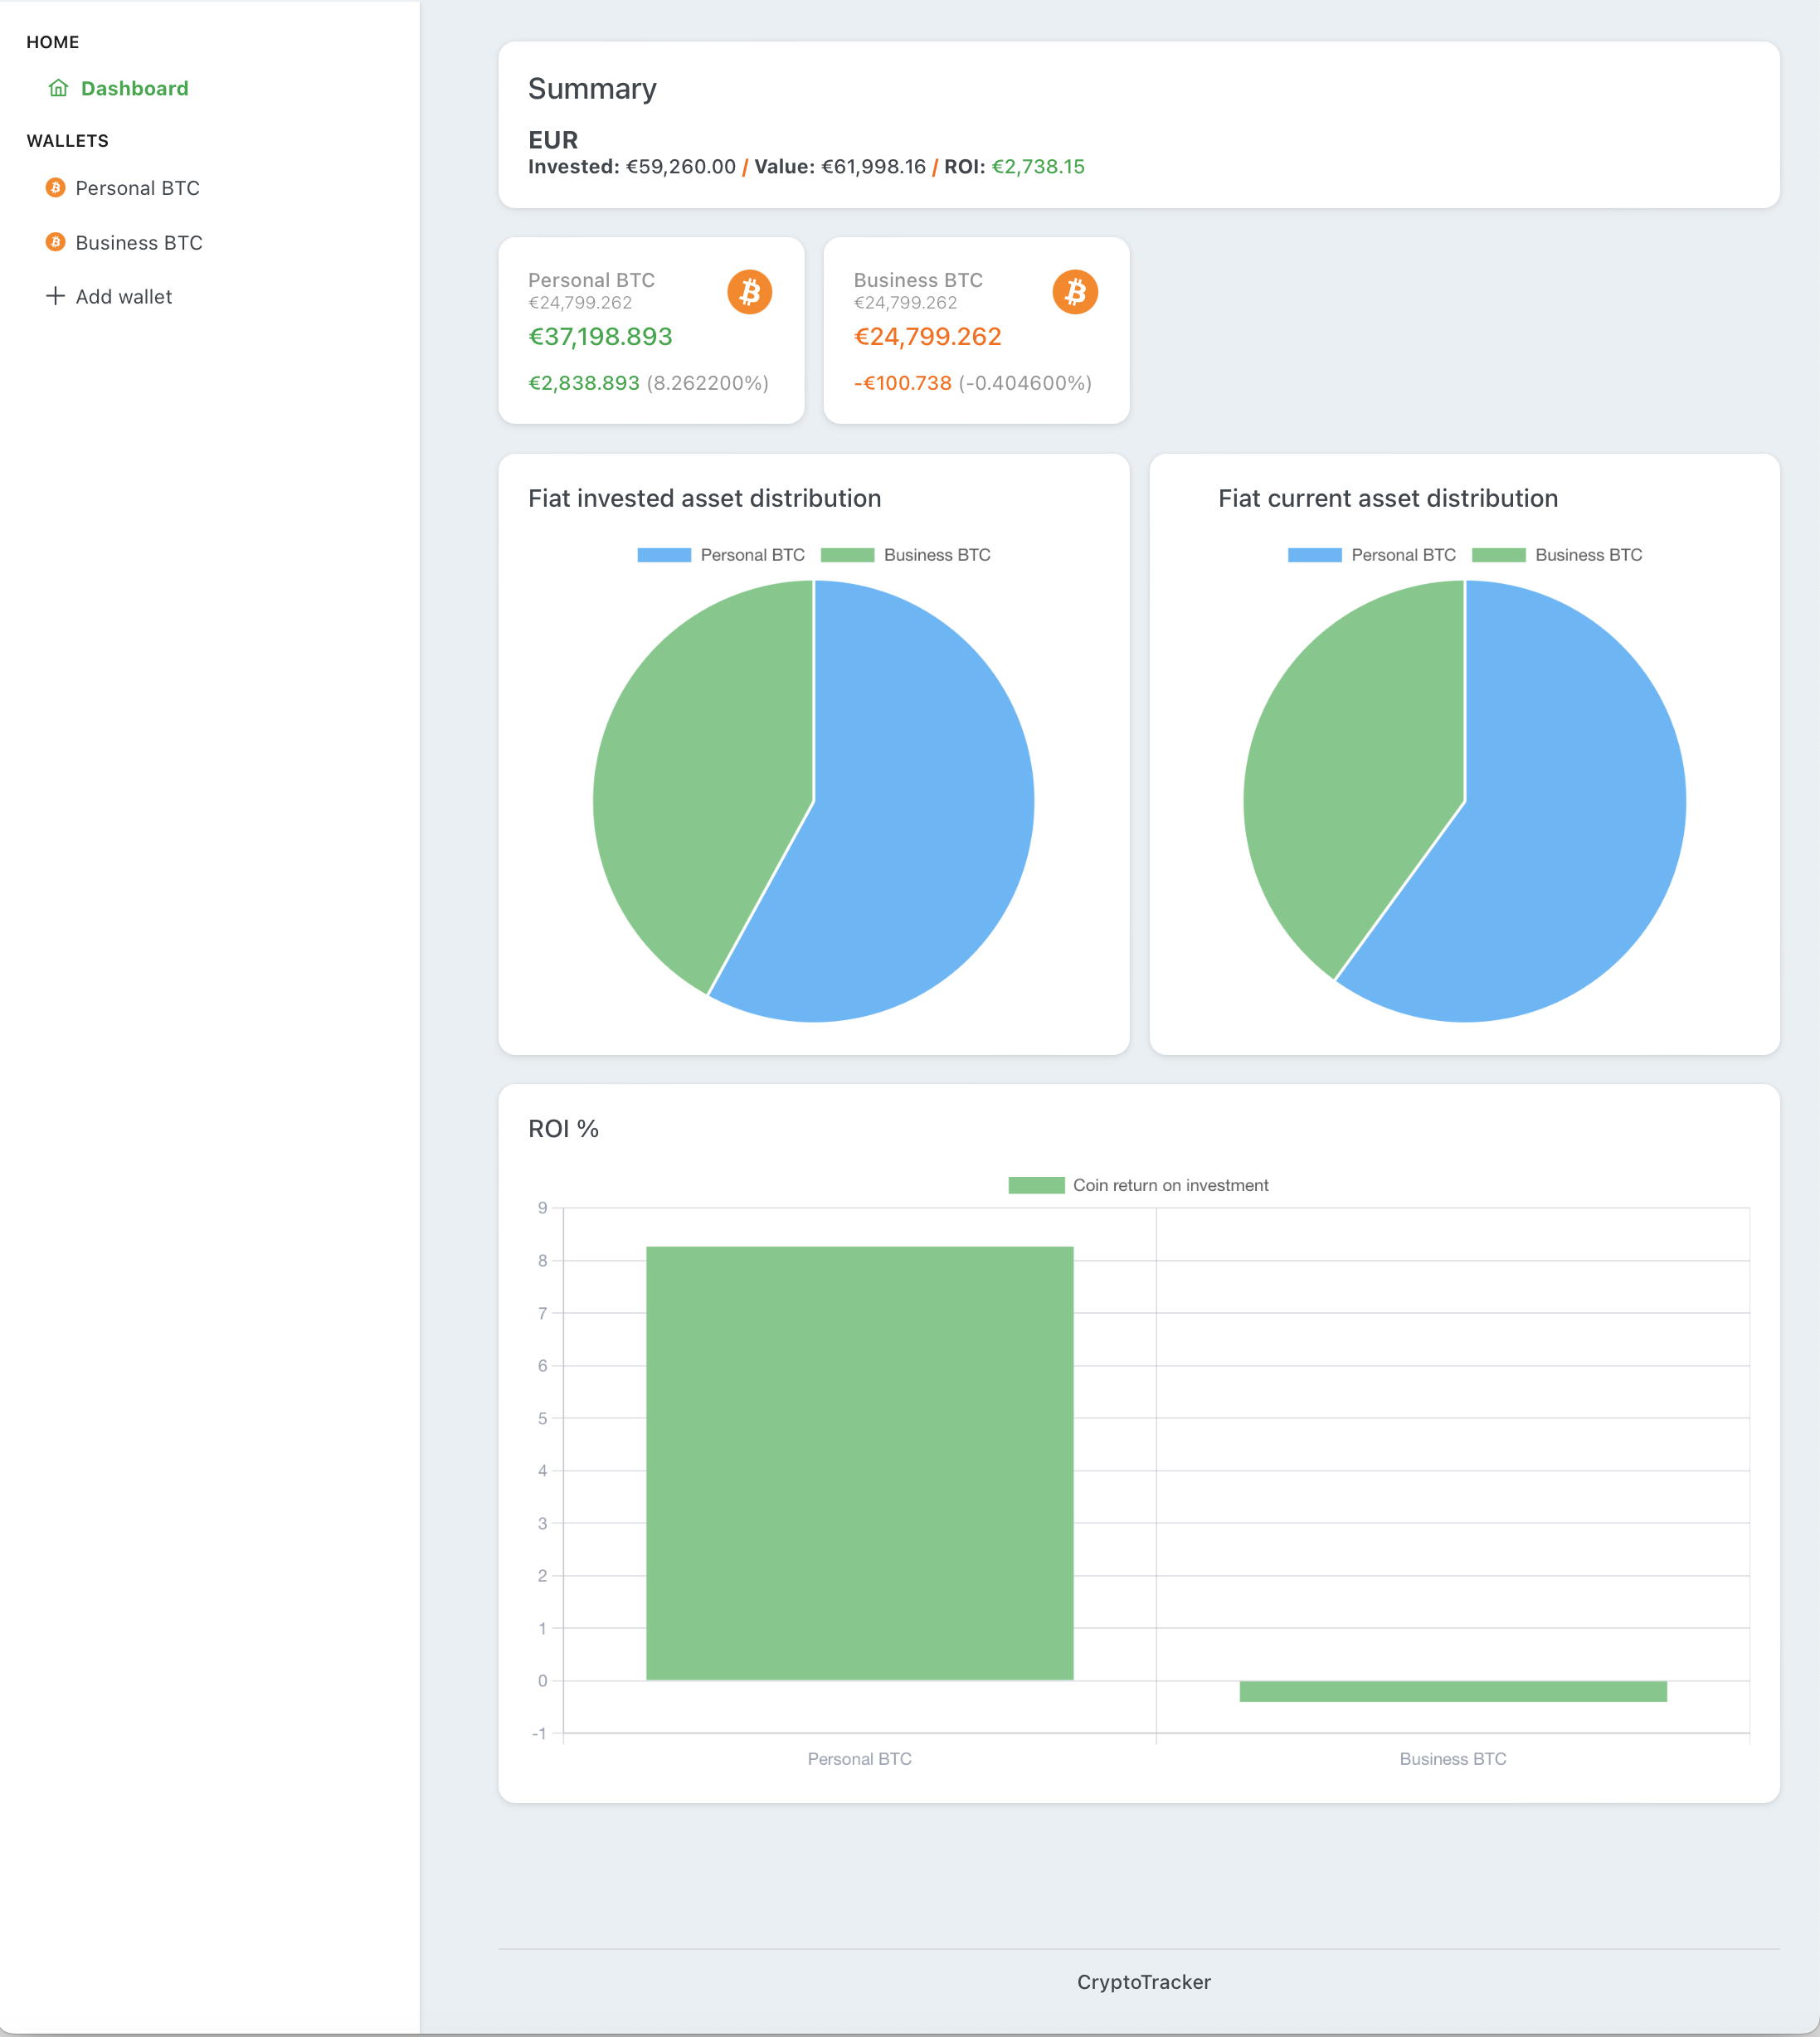 HOME
Dashboard
WALLETS
Personal BTC
Business BTC
Add wallet
Summary
EUR
Invested: €59,260.00 / Value: €61,998.16 / ROI: €2,738.15
Personal BTC
€24,799.262
€37,198.893
€2,838.893 (8.262200%)
Business BTC
€24,799.262
€24,799.262
-€100.738 (-0.404600%)
Fiat invested asset distribution
Personal BTC Business BTC
Fiat current asset distribution
Personal BTC Business BTC
ROI %
Coin return on investment
9
8
7
6
5
4
3
2
1
0
-1
Personal BTC Business BTC
CryptoTracker